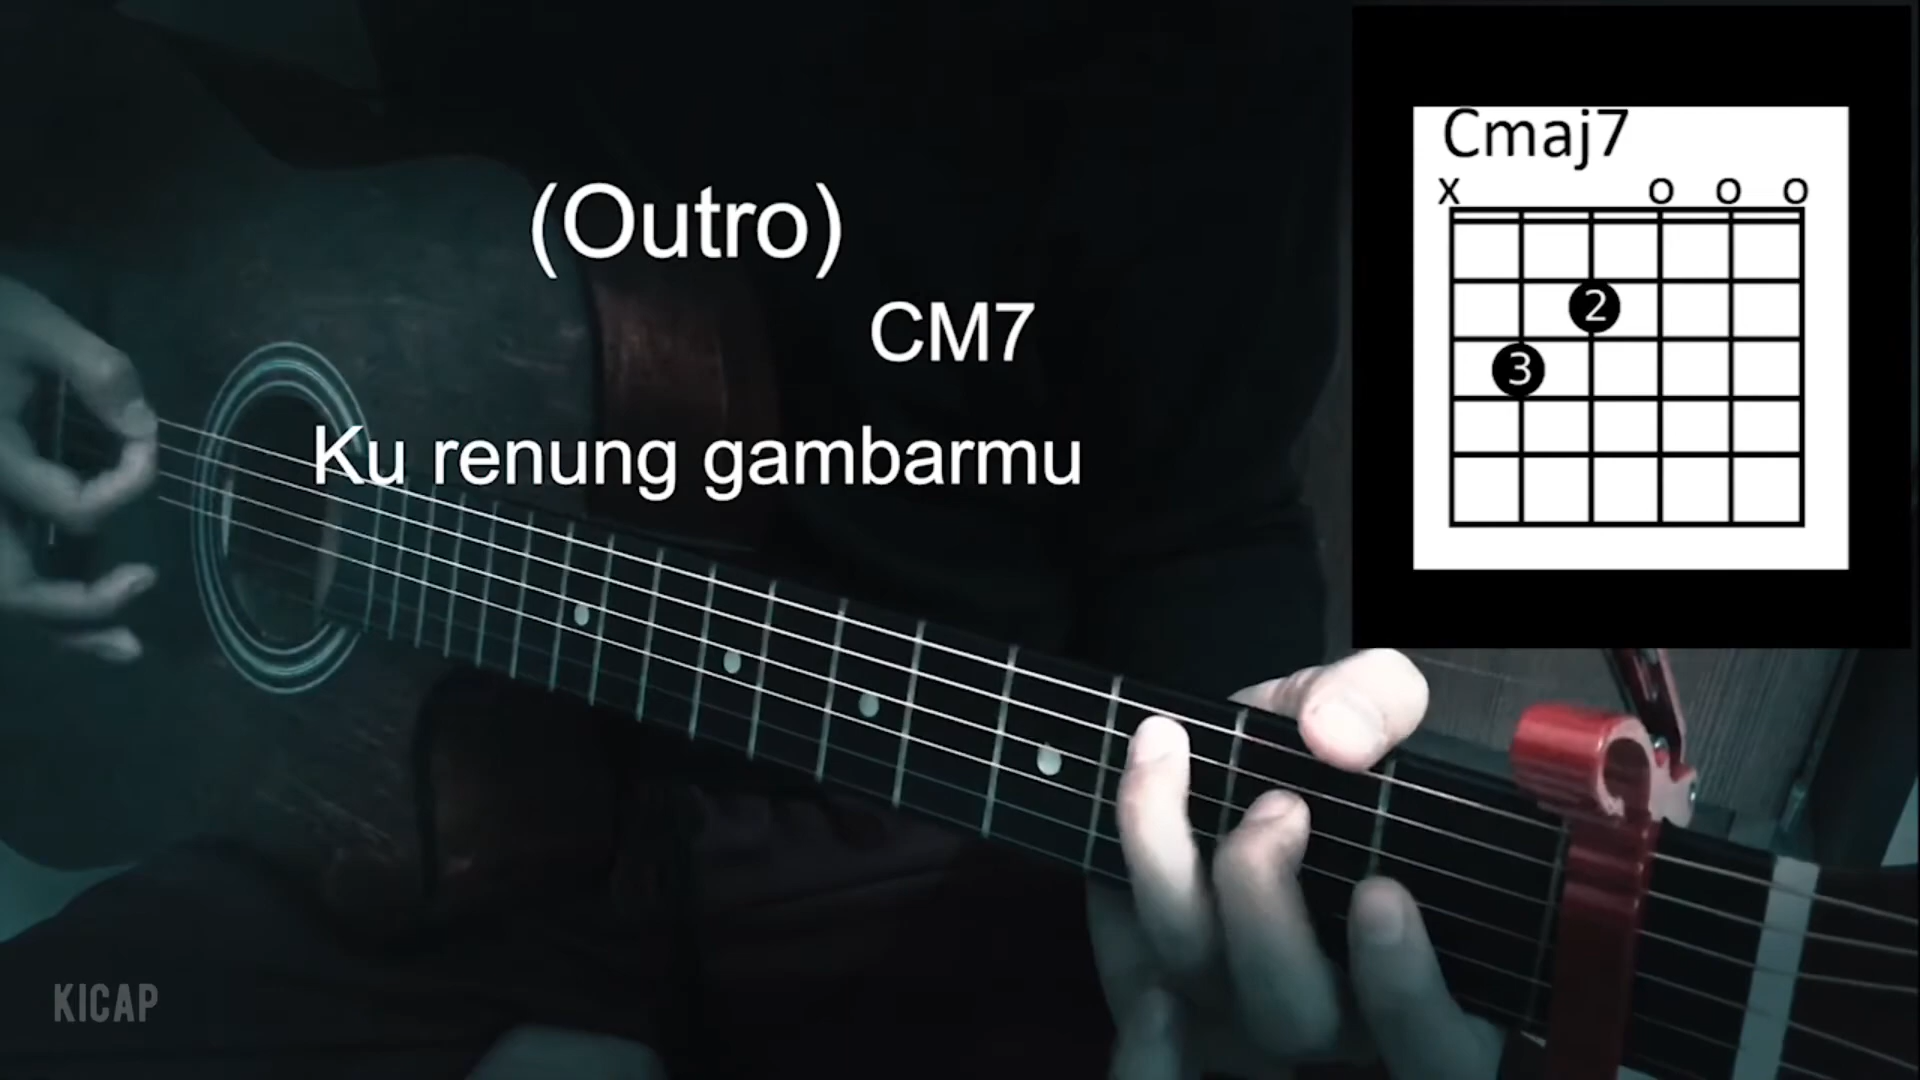 (Outro)
CM7
Ku renung gambarmu
Cmaj7
x o o o
2
3
KICAP